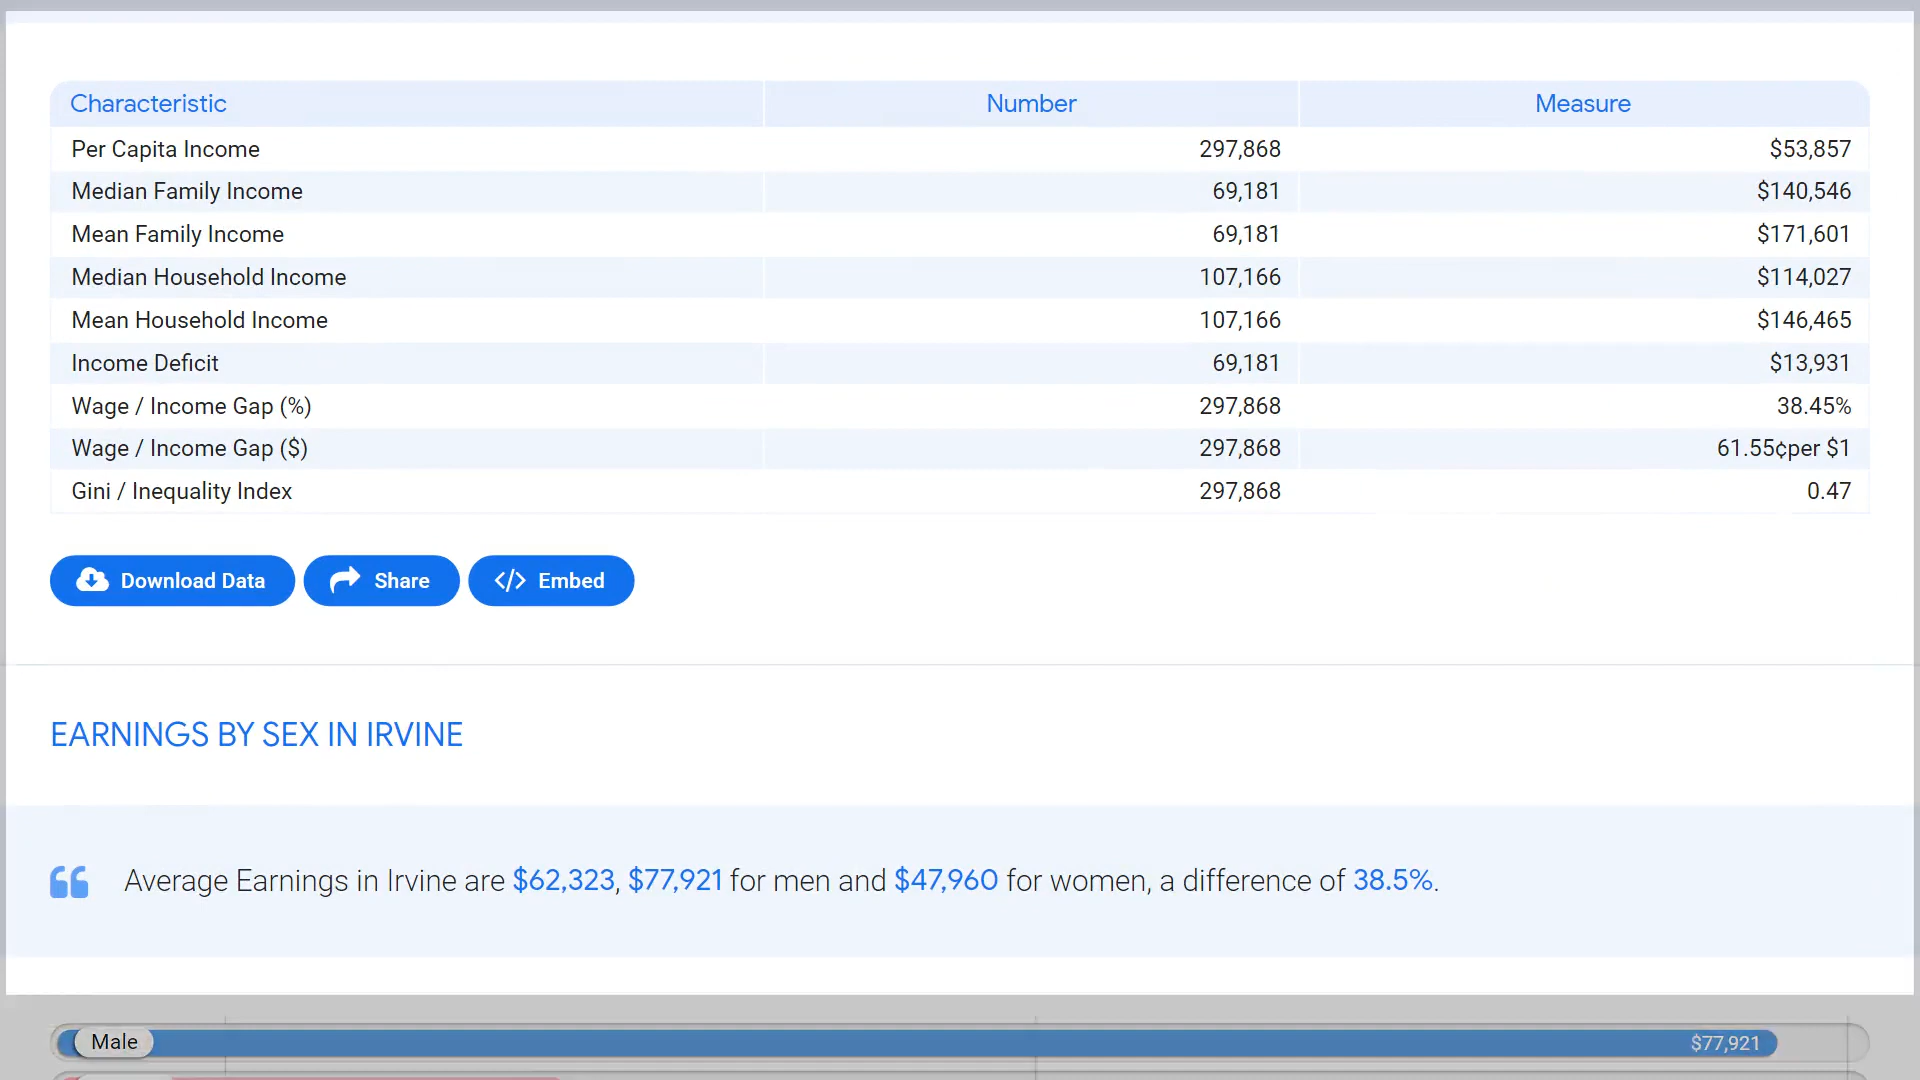 Characteristic Number Measure
Per Capita Income 297,868 $53,857
Median Family Income 69,181 $140,546
Mean Family Income 69,181 $171,601
Median Household Income 107,166 $114,027
Mean Household Income 107,166 $146,465
Income Deficit 69,181 $13,931
Wage / Income Gap (%) 297,868 38.45%
Wage / Income Gap ($) 297,868 61.55¢per $1
Gini / Inequality Index 297,868 0.47
Download Data Share </> Embed
EARNINGS BY SEX IN IRVINE
Average Earnings in Irvine are $62,323, $77,921 for men and $47,960 for women, a difference of 38.5%.
Male $77,921